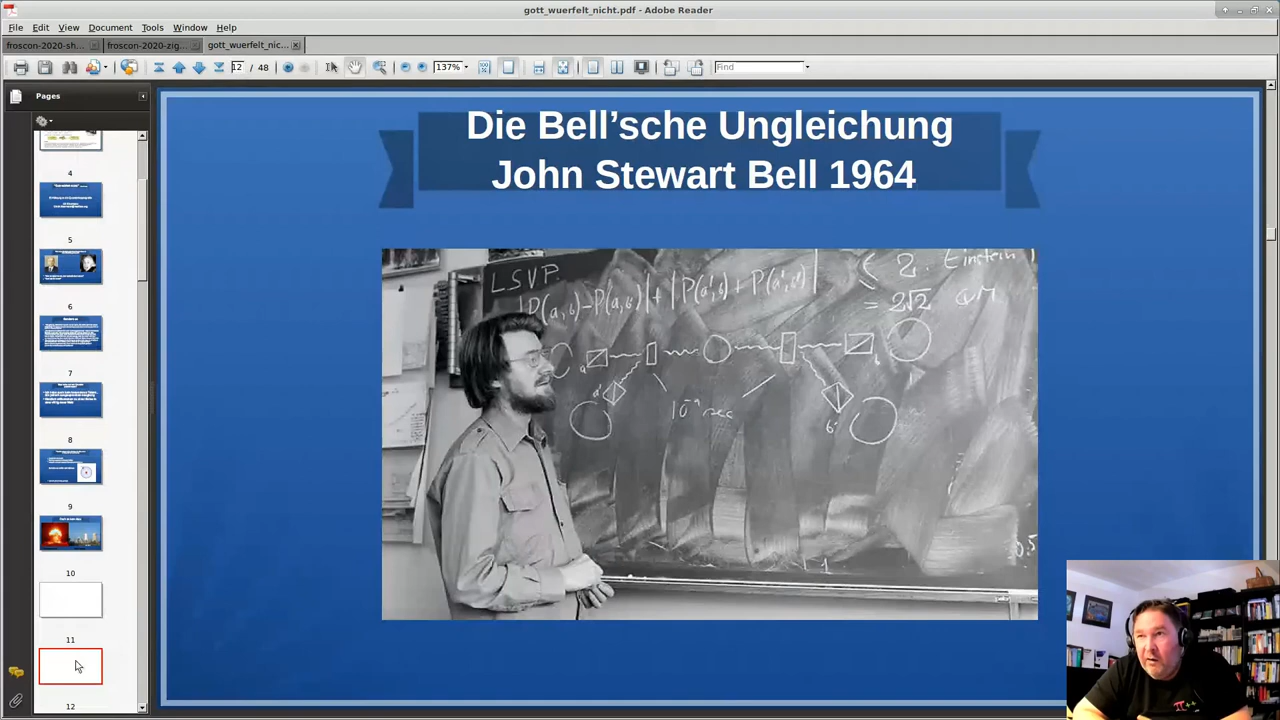 gott_wuerfelt_nicht.pdf - Adobe Reader
File Edit View Document Tools Window Help
froscon-2020-sh... froscon-2020-zig... gott_wuerfelt_nic...
12 / 48 137% Find
Pages
4
5
6
7
8
9
10
11
12
Die Bell’sche Ungleichung
John Stewart Bell 1964
LSVP.
|P(a,b)-P(a,b')|+|P(a',b)+P(a',b')| ⟨ 2 .. Einstein
= 2√2 QM
a
b
a'
10⁻⁹ sec
b'